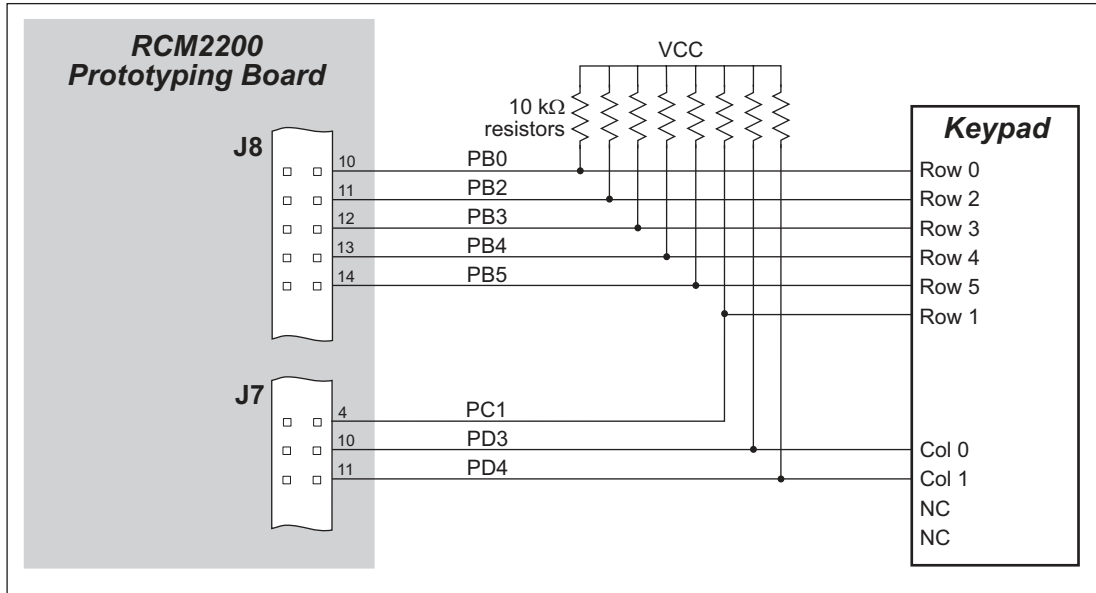 RCM2200
Prototyping Board
VCC
10 kΩ
resistors
Keypad
J8
10 PB0 Row 0
11 PB2 Row 2
12 PB3 Row 3
13 PB4 Row 4
14 PB5 Row 5
Row 1
J7
4 PC1
10 PD3 Col 0
11 PD4 Col 1
NC
NC